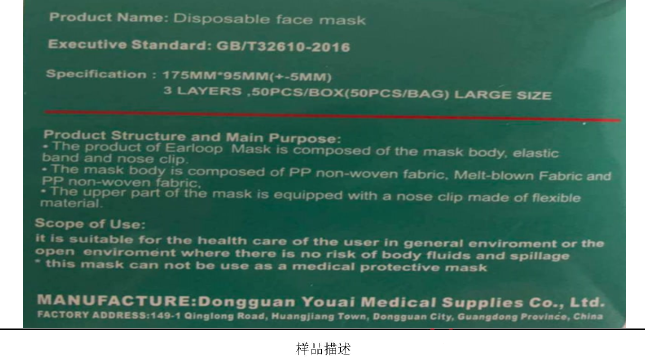 Product Name: Disposable face mask
Executive Standard: GB/T32610-2016
Specification : 175MM*95MM(+-5MM)
3 LAYERS ,50PCS/BOX(50PCS/BAG) LARGE SIZE
Product Structure and Main Purpose:
• The product of Earloop Mask is composed of the mask body, elastic
band and nose clip.
• The mask body is composed of PP non-woven fabric, Melt-blown Fabric and
PP non-woven fabric,
• The upper part of the mask is equipped with a nose clip made of flexible
material.
Scope of Use:
it is suitable for the health care of the user in general enviroment or the
open enviroment where there is no risk of body fluids and spillage
* this mask can not be use as a medical protective mask
MANUFACTURE:Dongguan Youai Medical Supplies Co., Ltd.
FACTORY ADDRESS:149-1 Qinglong Road, Huangjiang Town, Dongguan City, Guangdong Province, China
样品描述